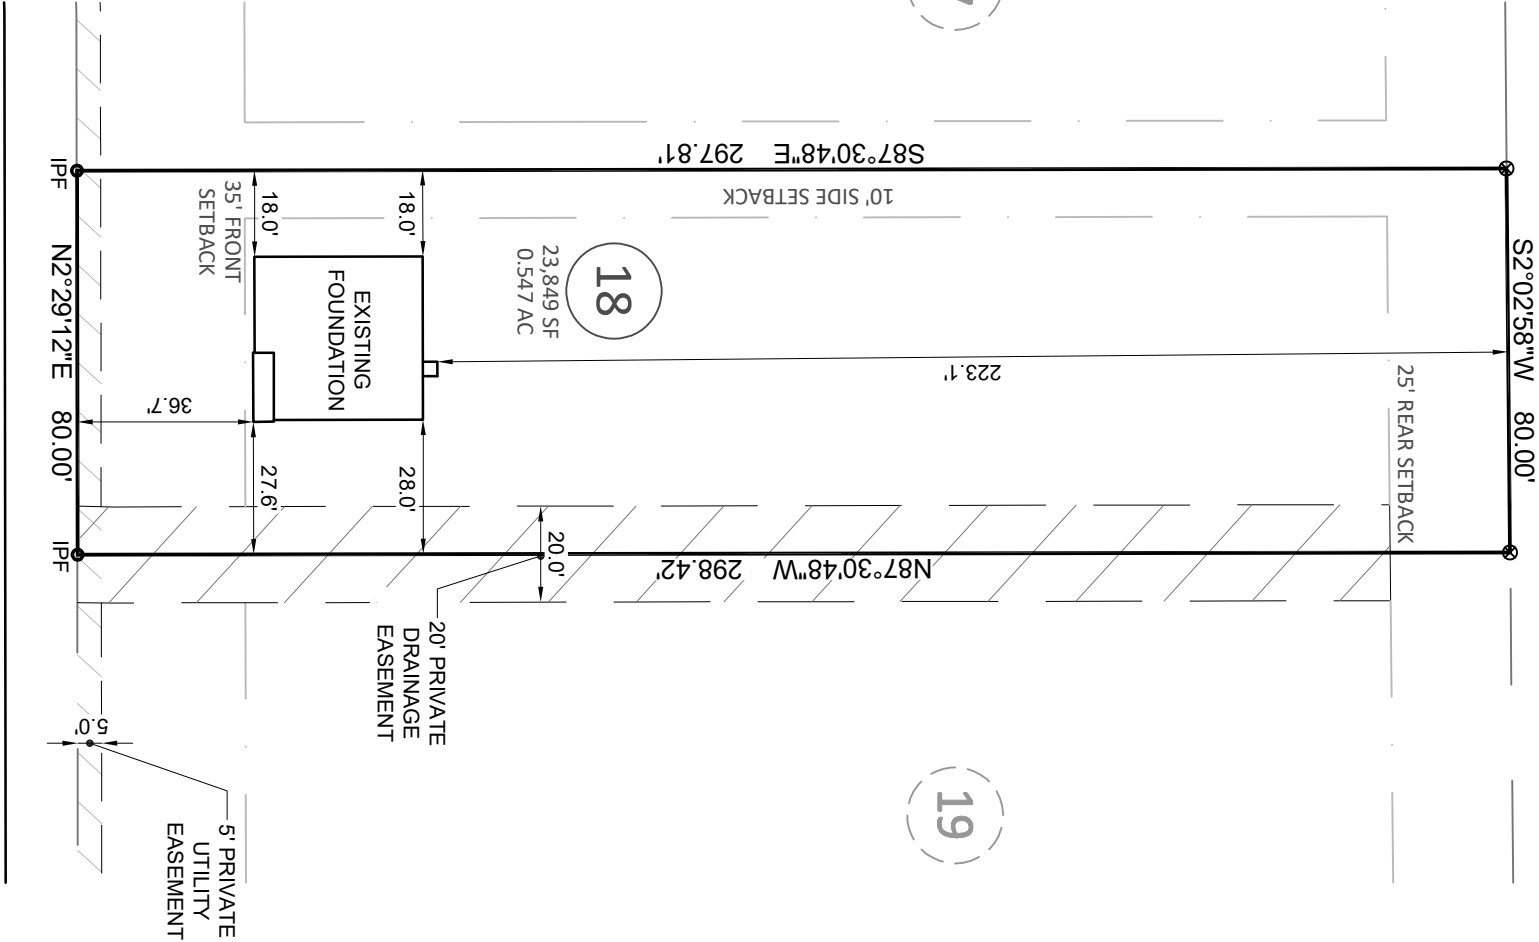 S87°30'48"E 297.81'
10' SIDE SETBACK
IPF
35' FRONT
SETBACK
18.0'
18.0'
N2°29'12"E 80.00'
EXISTING
FOUNDATION
18
23,849 SF
0.547 AC
223.1'
S2°02'58"W 80.00'
25' REAR SETBACK
36.7'
27.6'
28.0'
IPF
20.0'
N87°30'48"W 298.42'
20' PRIVATE
DRAINAGE
EASEMENT
5.0'
5' PRIVATE
UTILITY
EASEMENT
19